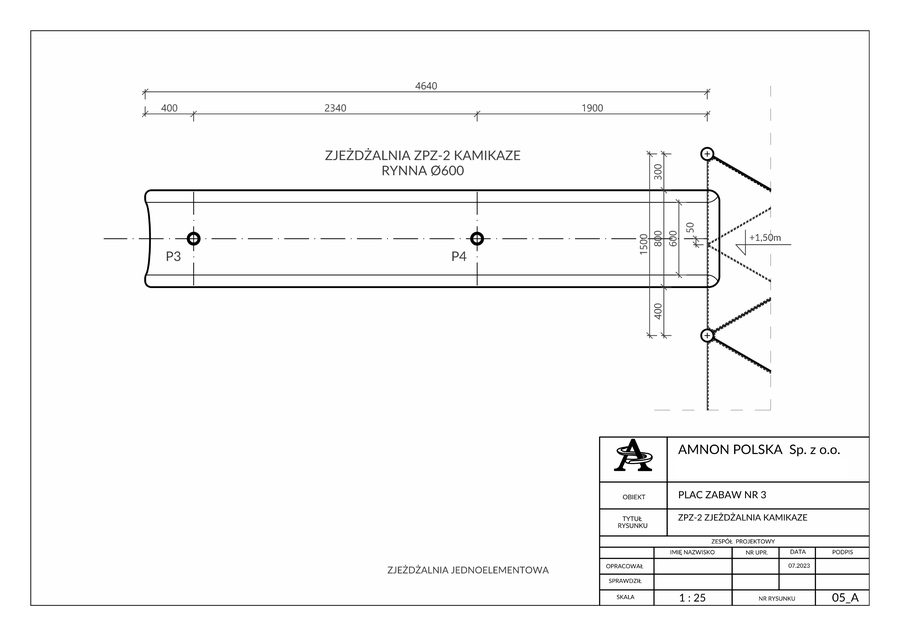 4640
400 2340 1900
ZJEŻDŻALNIA ZPZ-2 KAMIKAZE
RYNNA Ø600
300
1500 800 600 50
+1,50m
P3 P4
400
AMNON POLSKA Sp. z o.o.
OBIEKT PLAC ZABAW NR 3
TYTUŁ
RYSUNKU
ZPZ-2 ZJEŻDŻALNIA KAMIKAZE
ZESPÓŁ PROJEKTOWY
IMIĘ NAZWISKO NR UPR. DATA PODPIS
OPRACOWAŁ 07.2023
SPRAWDZIŁ
SKALA 1 : 25 NR RYSUNKU 05_A
ZJEŻDŻALNIA JEDNOELEMENTOWA